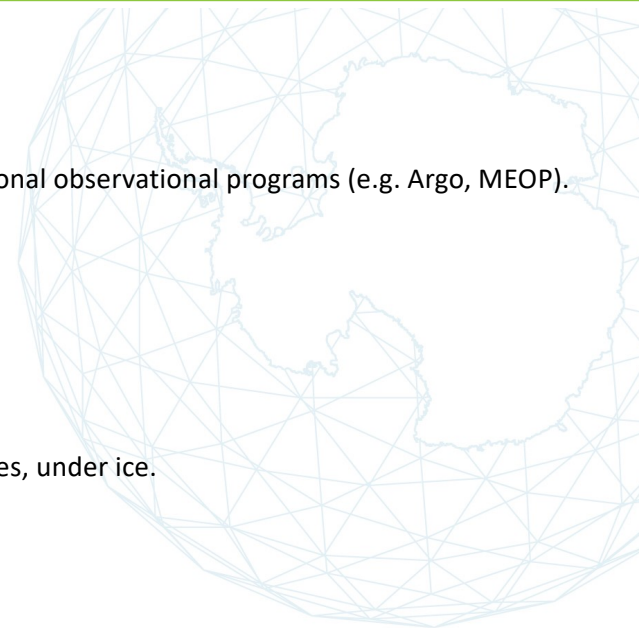 onal observational programs (e.g. Argo, MEOP).
es, under ice.